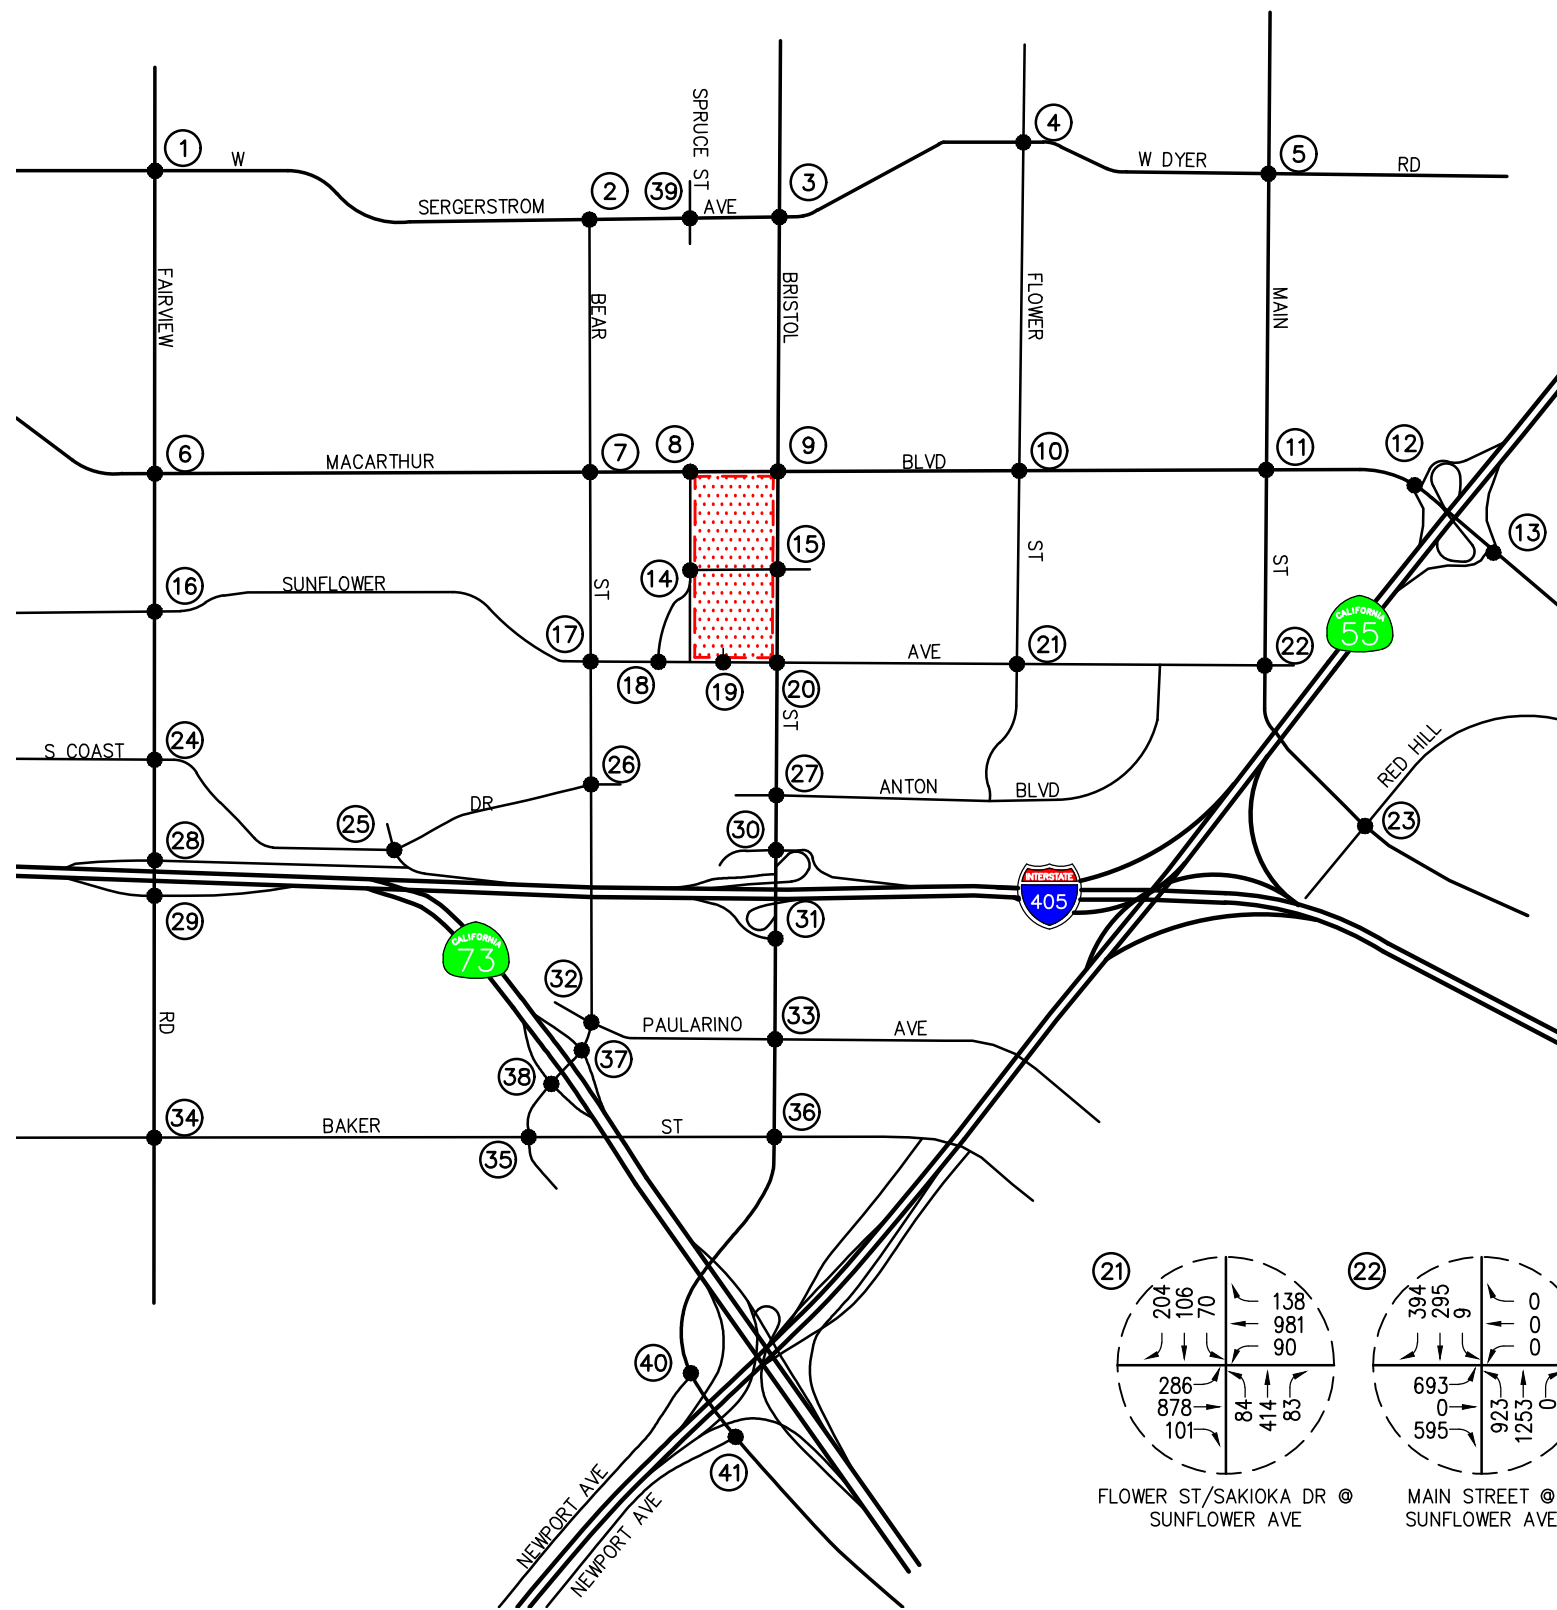 SPRUCE ST
1
W
2
39
SERGERSTROM
AVE
3
4
W DYER
5
RD
FAIRVIEW
BEAR
BRISTOL
FLOWER
MAIN
6
MACARTHUR
7
8
9
BLVD
10
11
12
13
14
15
ST
ST
16
SUNFLOWER
ST
17
18
19
20
AVE
21
22
CALIFORNIA
55
ST
S COAST
24
DR
25
26
27
ANTON
BLVD
RED HILL
23
28
29
30
31
INTERSTATE
405
CALIFORNIA
73
RD
32
PAULARINO
33
AVE
37
38
34
BAKER
35
ST
36
40
41
NEWPORT AVE
NEWPORT AVE
21
204
106
70
138
981
90
286
878
101
84
414
83
FLOWER ST/SAKIOKA DR @
SUNFLOWER AVE
22
394
295
9
0
0
0
693
0
595
923
1253
0
MAIN STREET @
SUNFLOWER AVE